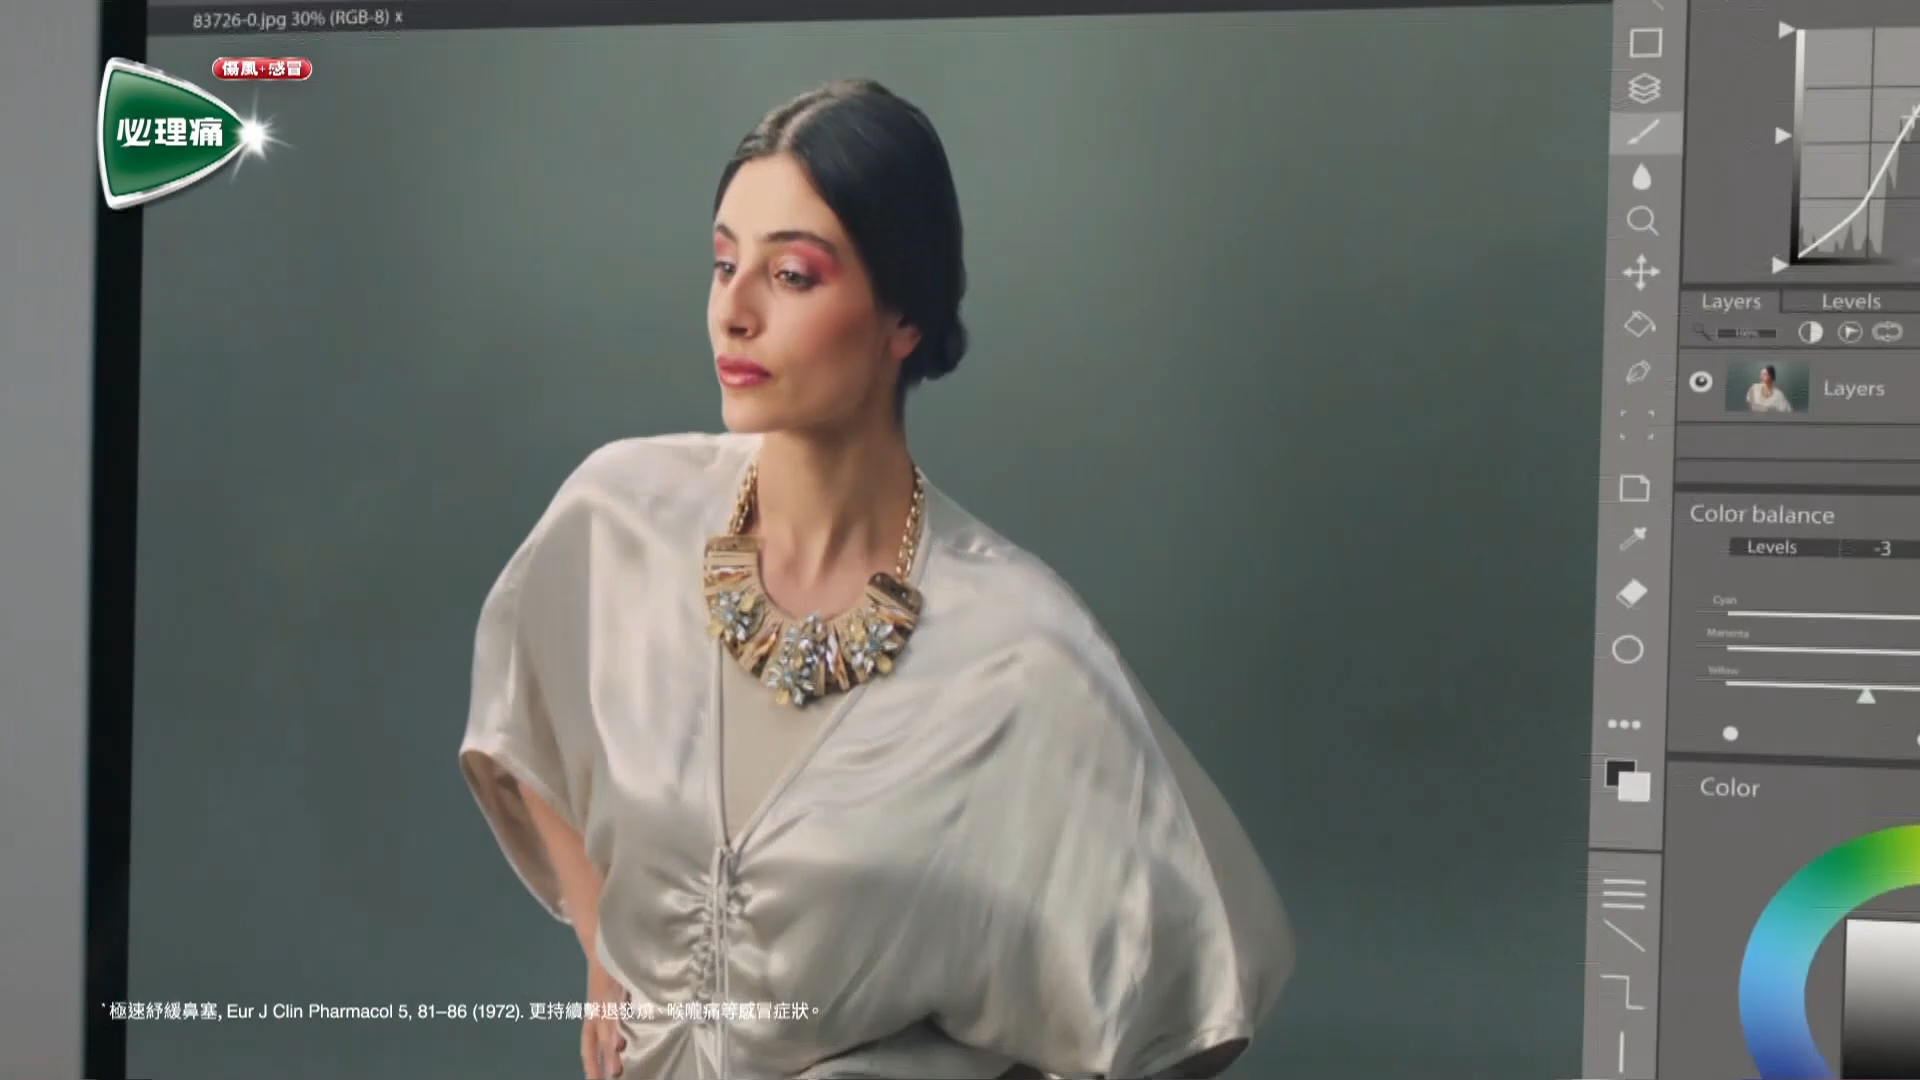 83726-0.jpg 30% (RGB-8) x
傷風+感冒
必理痛
Layers
Levels
Layers
Color balance
Levels
-3
Cyan
Yellow
Color
*極速紓緩鼻塞, Eur J Clin Pharmacol 5, 81–86 (1972). 更持續擊退發燒、喉嚨痛等感冒症狀。